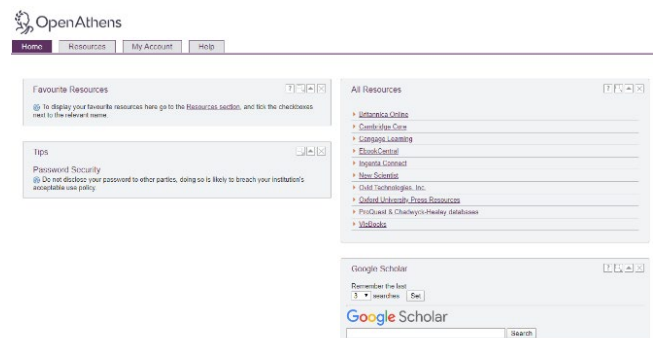 OpenAthens
Home Resources My Account Help
Favourite Resources
To display your favourite resources here go to the Resources section, and tick the checkboxes
next to the relevant name.
Tips
Password Security
Do not disclose your password to other parties, doing so is likely to breach your institution's
acceptable use policy.
All Resources
Britannica Online
Cambridge Core
Cengage Learning
EbookCentral
Ingenta Connect
New Scientist
Ovid Technologies, Inc.
Oxford University Press Resources
ProQuest & Chadwyck-Healey databases
VleBooks
Google Scholar
Remember the last
3 searches Set
Google Scholar
Search